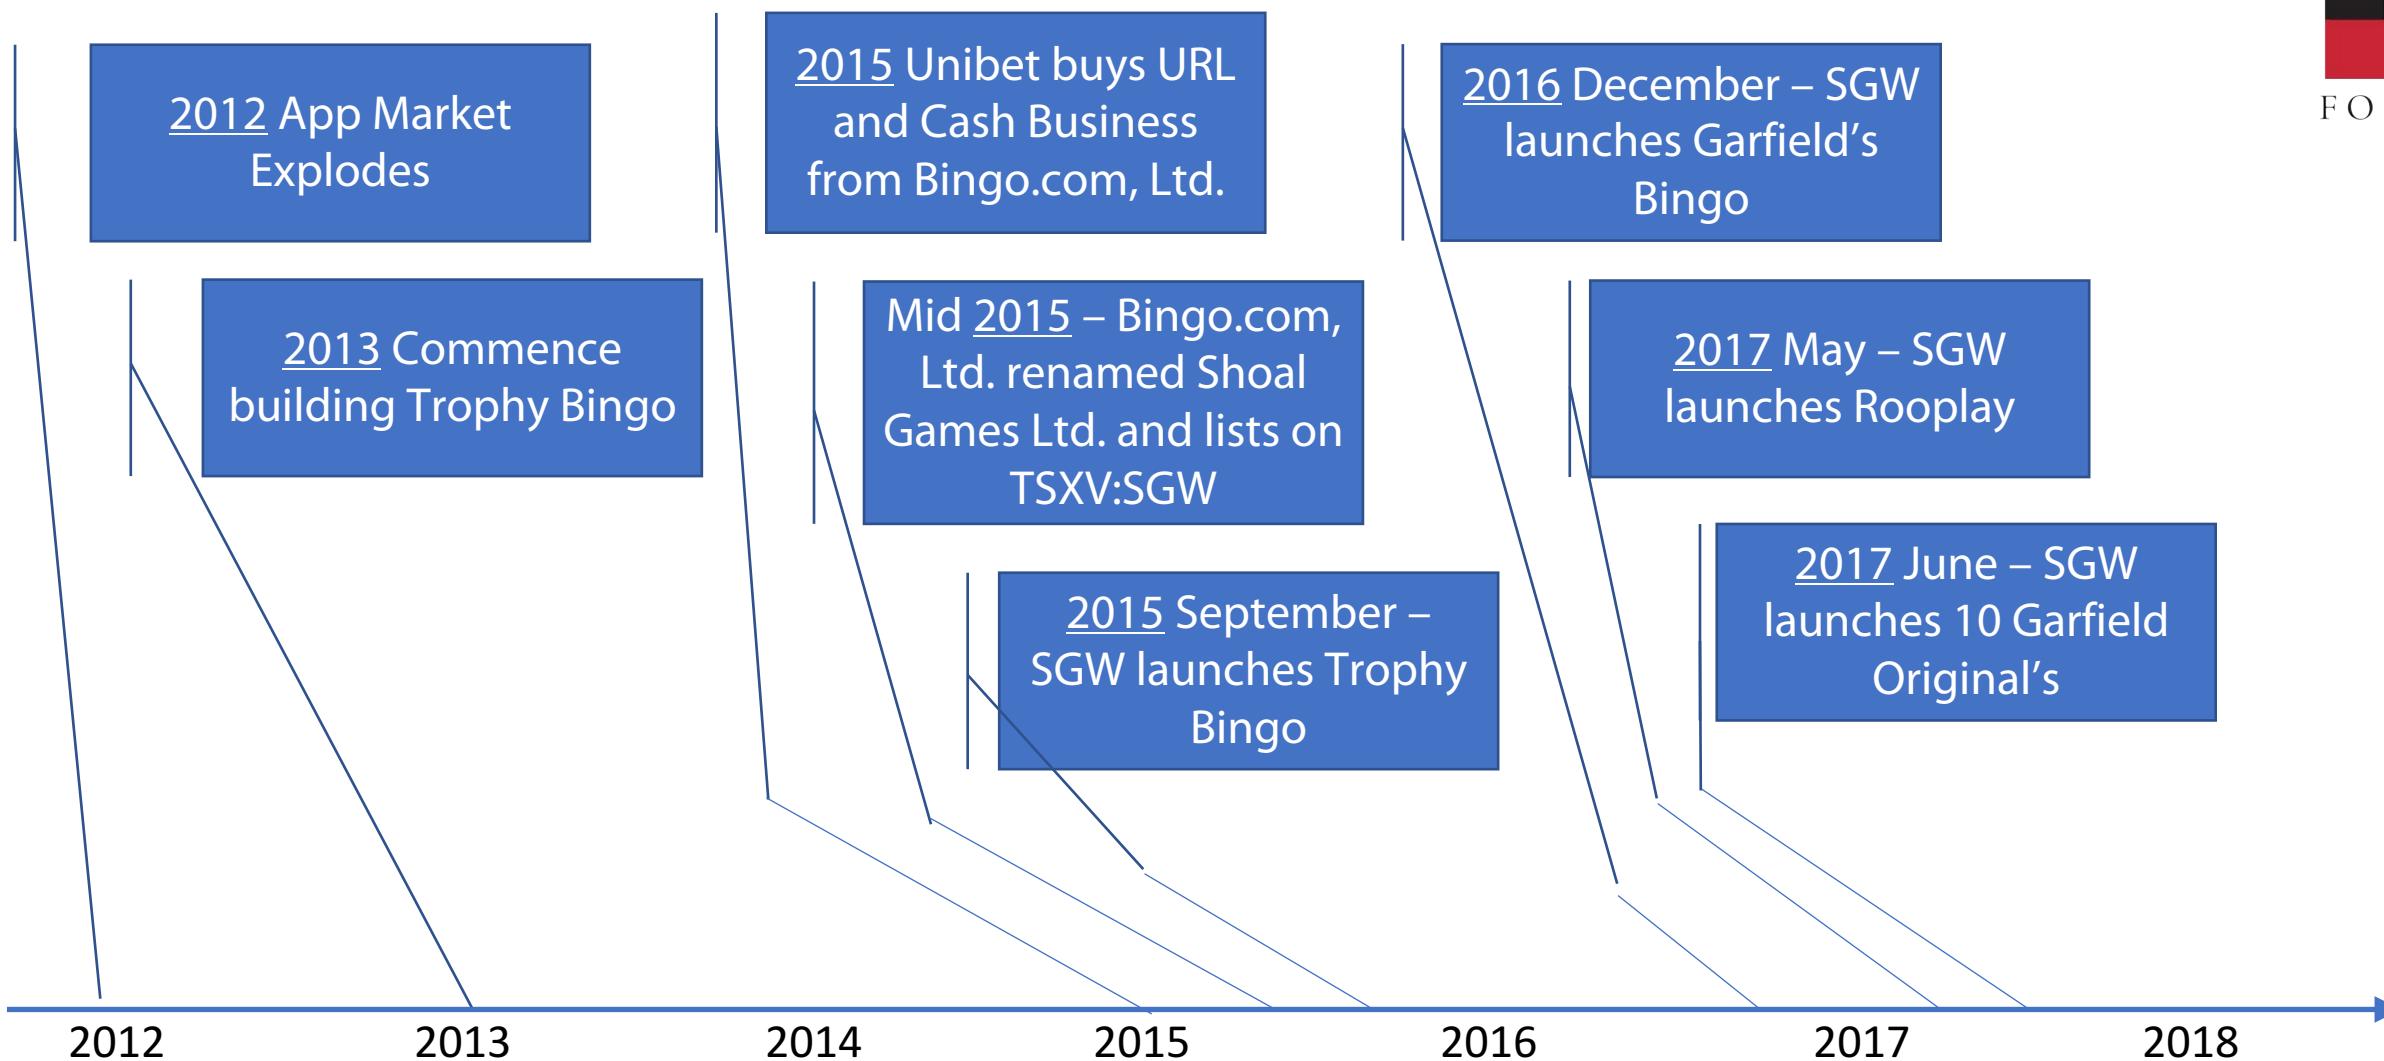 2012 App Market
Explodes
2013 Commence
building Trophy Bingo
2015 Unibet buys URL
and Cash Business
from Bingo.com, Ltd.
Mid 2015 – Bingo.com,
Ltd. renamed Shoal
Games Ltd. and lists on
TSXV:SGW
2015 September –
SGW launches Trophy
Bingo
2016 December – SGW
launches Garfield’s
Bingo
2017 May – SGW
launches Rooplay
2017 June – SGW
launches 10 Garfield
Original’s
FO
2012 2013 2014 2015 2016 2017 2018